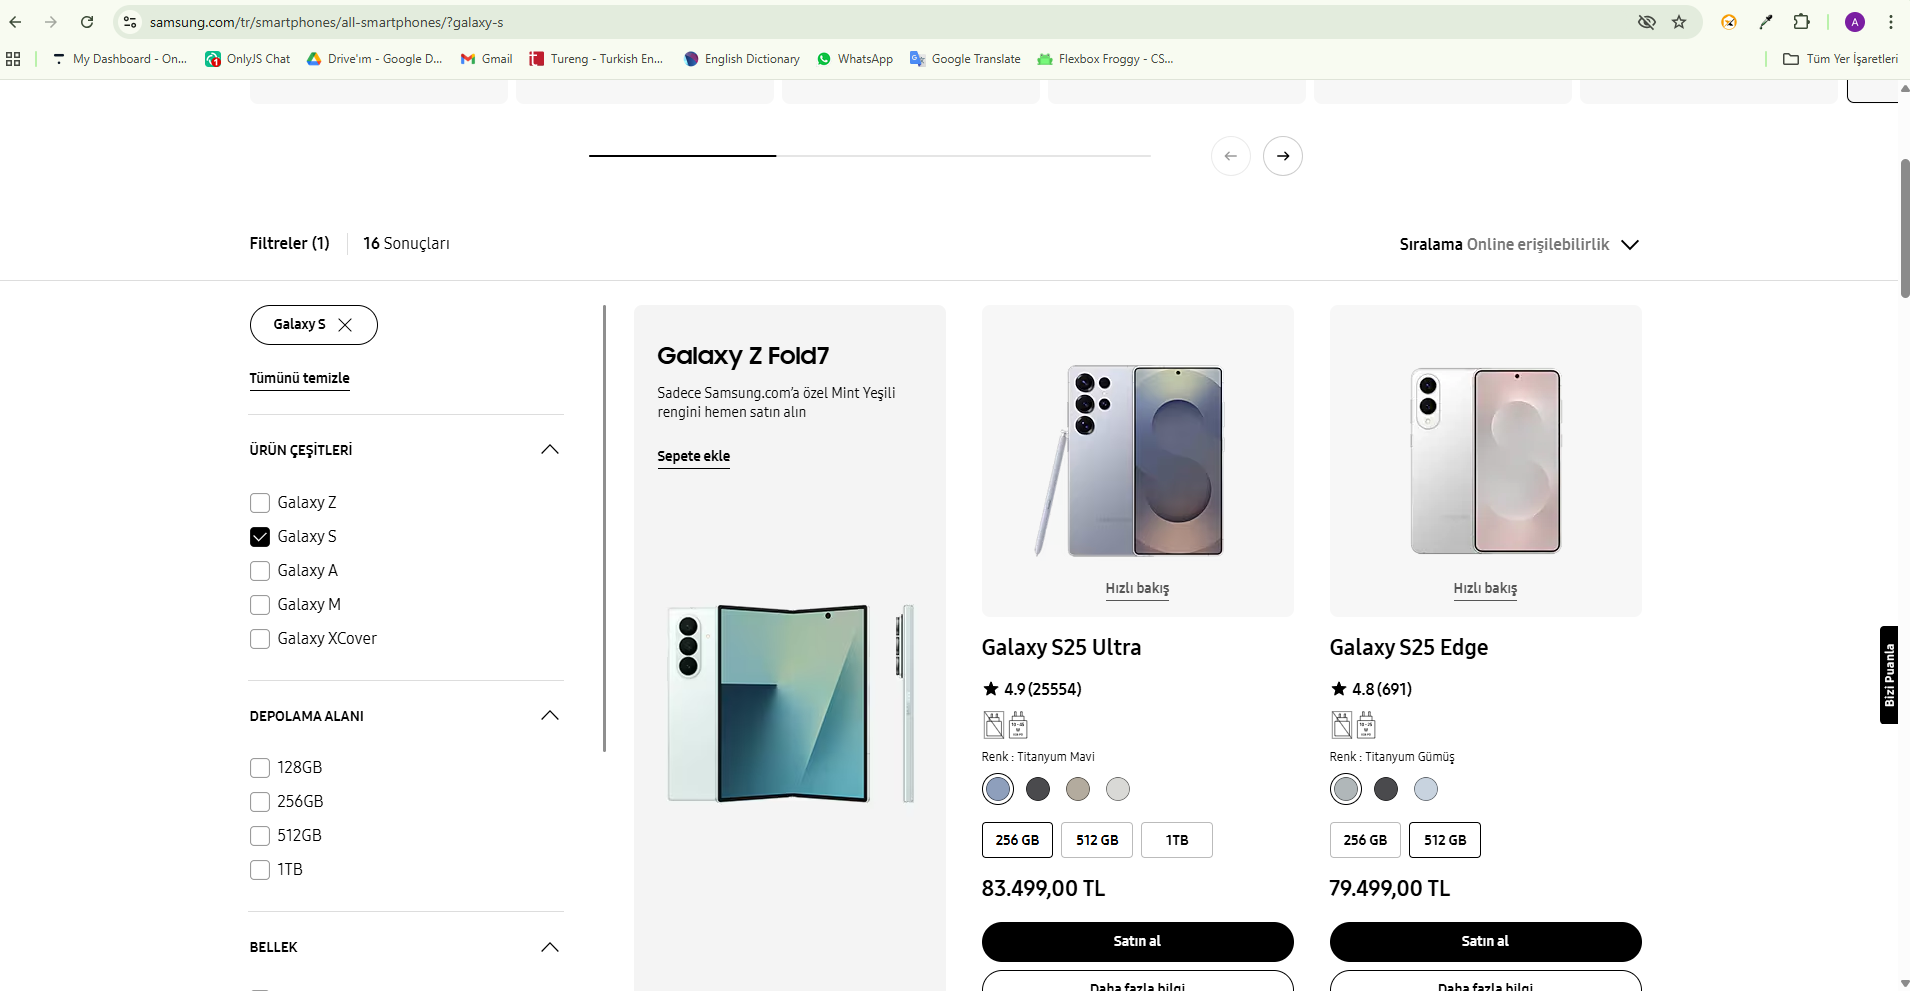 samsung.com/tr/smartphones/all-smartphones/?galaxy-s
A
My Dashboard - On...
OnlyJS Chat
Drive'ım - Google D...
Gmail
Tureng - Turkish En...
English Dictionary
WhatsApp
Google Translate
Flexbox Froggy - CS...
Tüm Yer İşaretleri
Filtreler (1)
16 Sonuçları
Sıralama Online erişilebilirlik
Galaxy S
Tümünü temizle
ÜRÜN ÇEŞİTLERİ
Galaxy Z
Galaxy S
Galaxy A
Galaxy M
Galaxy XCover
DEPOLAMA ALANI
128GB
256GB
512GB
1TB
BELLEK
Galaxy Z Fold7
Sadece Samsung.com’a özel Mint Yeşili
rengini hemen satın alın
Sepete ekle
Hızlı bakış
Galaxy S25 Ultra
4.9 (25554)
Renk : Titanyum Mavi
256 GB
512 GB
1TB
83.499,00 TL
Satın al
Daha fazla bilgi
Hızlı bakış
Galaxy S25 Edge
4.8 (691)
Renk : Titanyum Gümüş
256 GB
512 GB
79.499,00 TL
Satın al
Daha fazla bilgi
Bizi Puanla